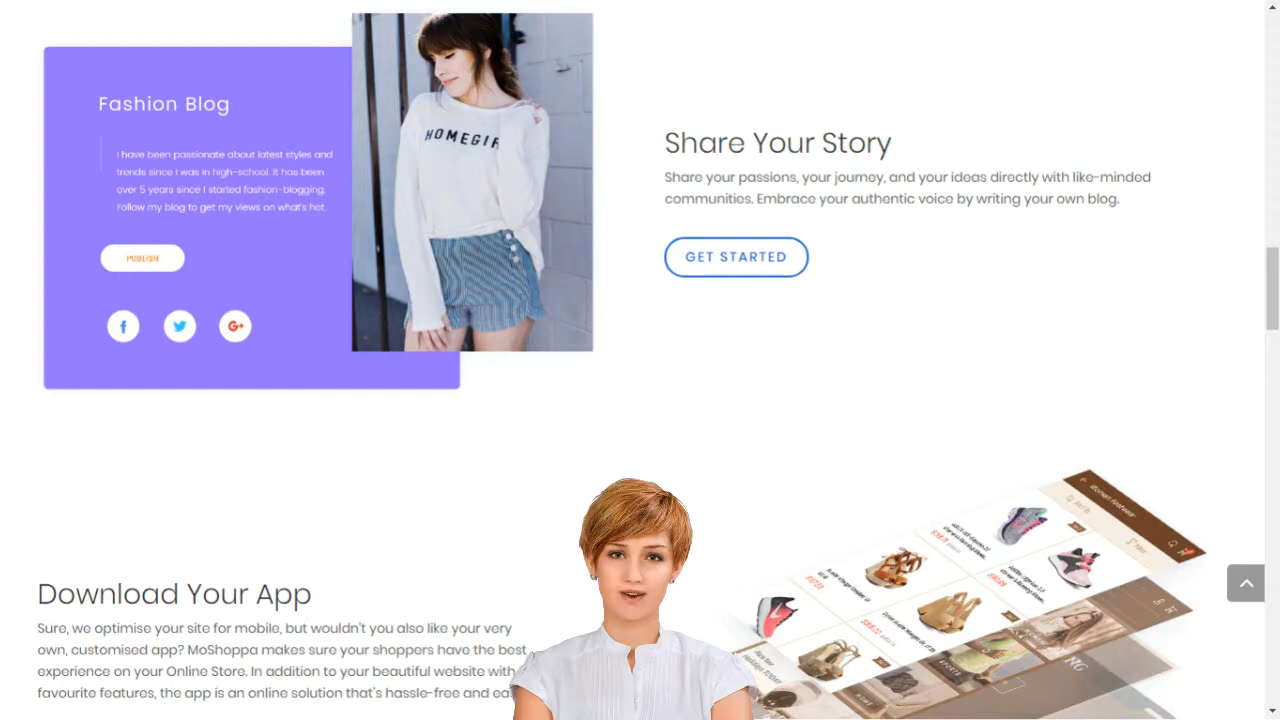 Fashion Blog
I have been passionate about latest styles and
trends since I was in high-school. It has been
over 5 years since I started fashion-blogging.
Follow my blog to get my views on what's hot.
PUBLISH
HOMEGIR
Share Your Story
Share your passions, your journey, and your ideas directly with like-minded
communities. Embrace your authentic voice by writing your own blog.
GET STARTED
Download Your App
Sure, we optimise your site for mobile, but wouldn't you also like your very
own, customised app? MoShoppa makes sure your shoppers have the best
experience on your Online Store. In addition to your beautiful website with
favourite features, the app is an online solution that's hassle-free and
Women Footwear
Sort by
Filter